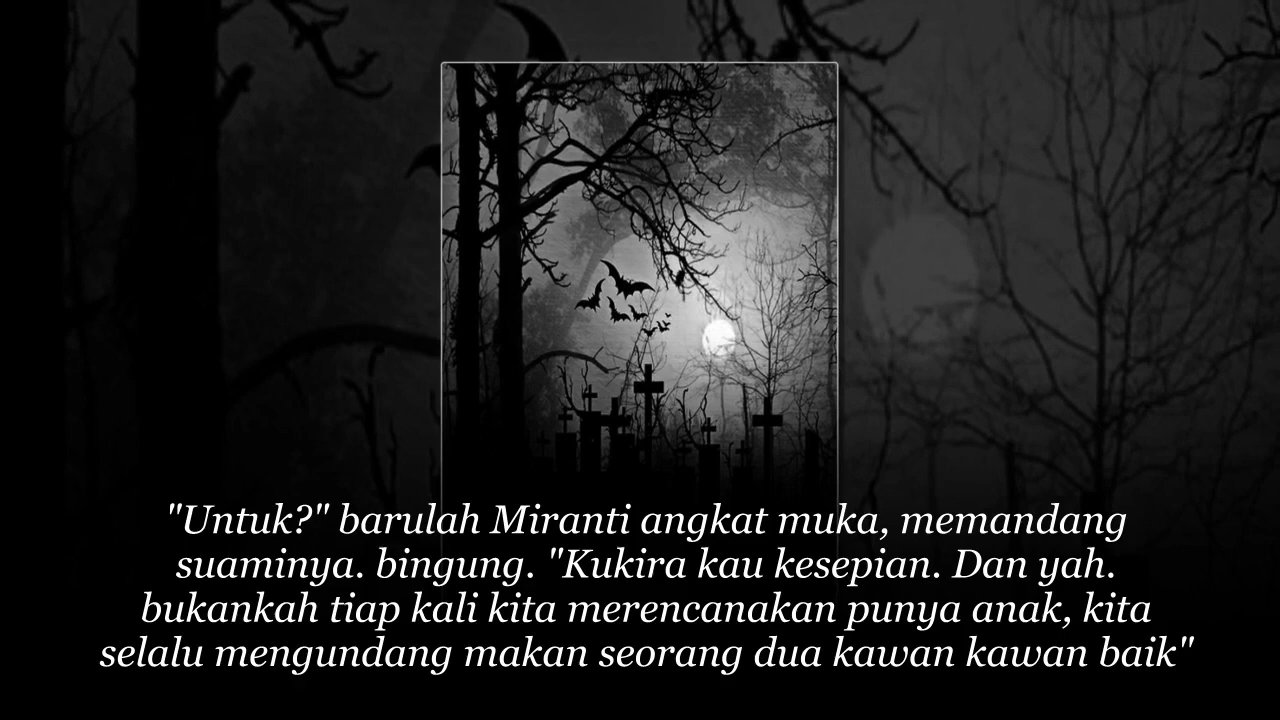 "Untuk?" barulah Miranti angkat muka, memandang
suaminya. bingung. "Kukira kau kesepian. Dan yah.
bukankah tiap kali kita merencanakan punya anak, kita
selalu mengundang makan seorang dua kawan kawan baik"